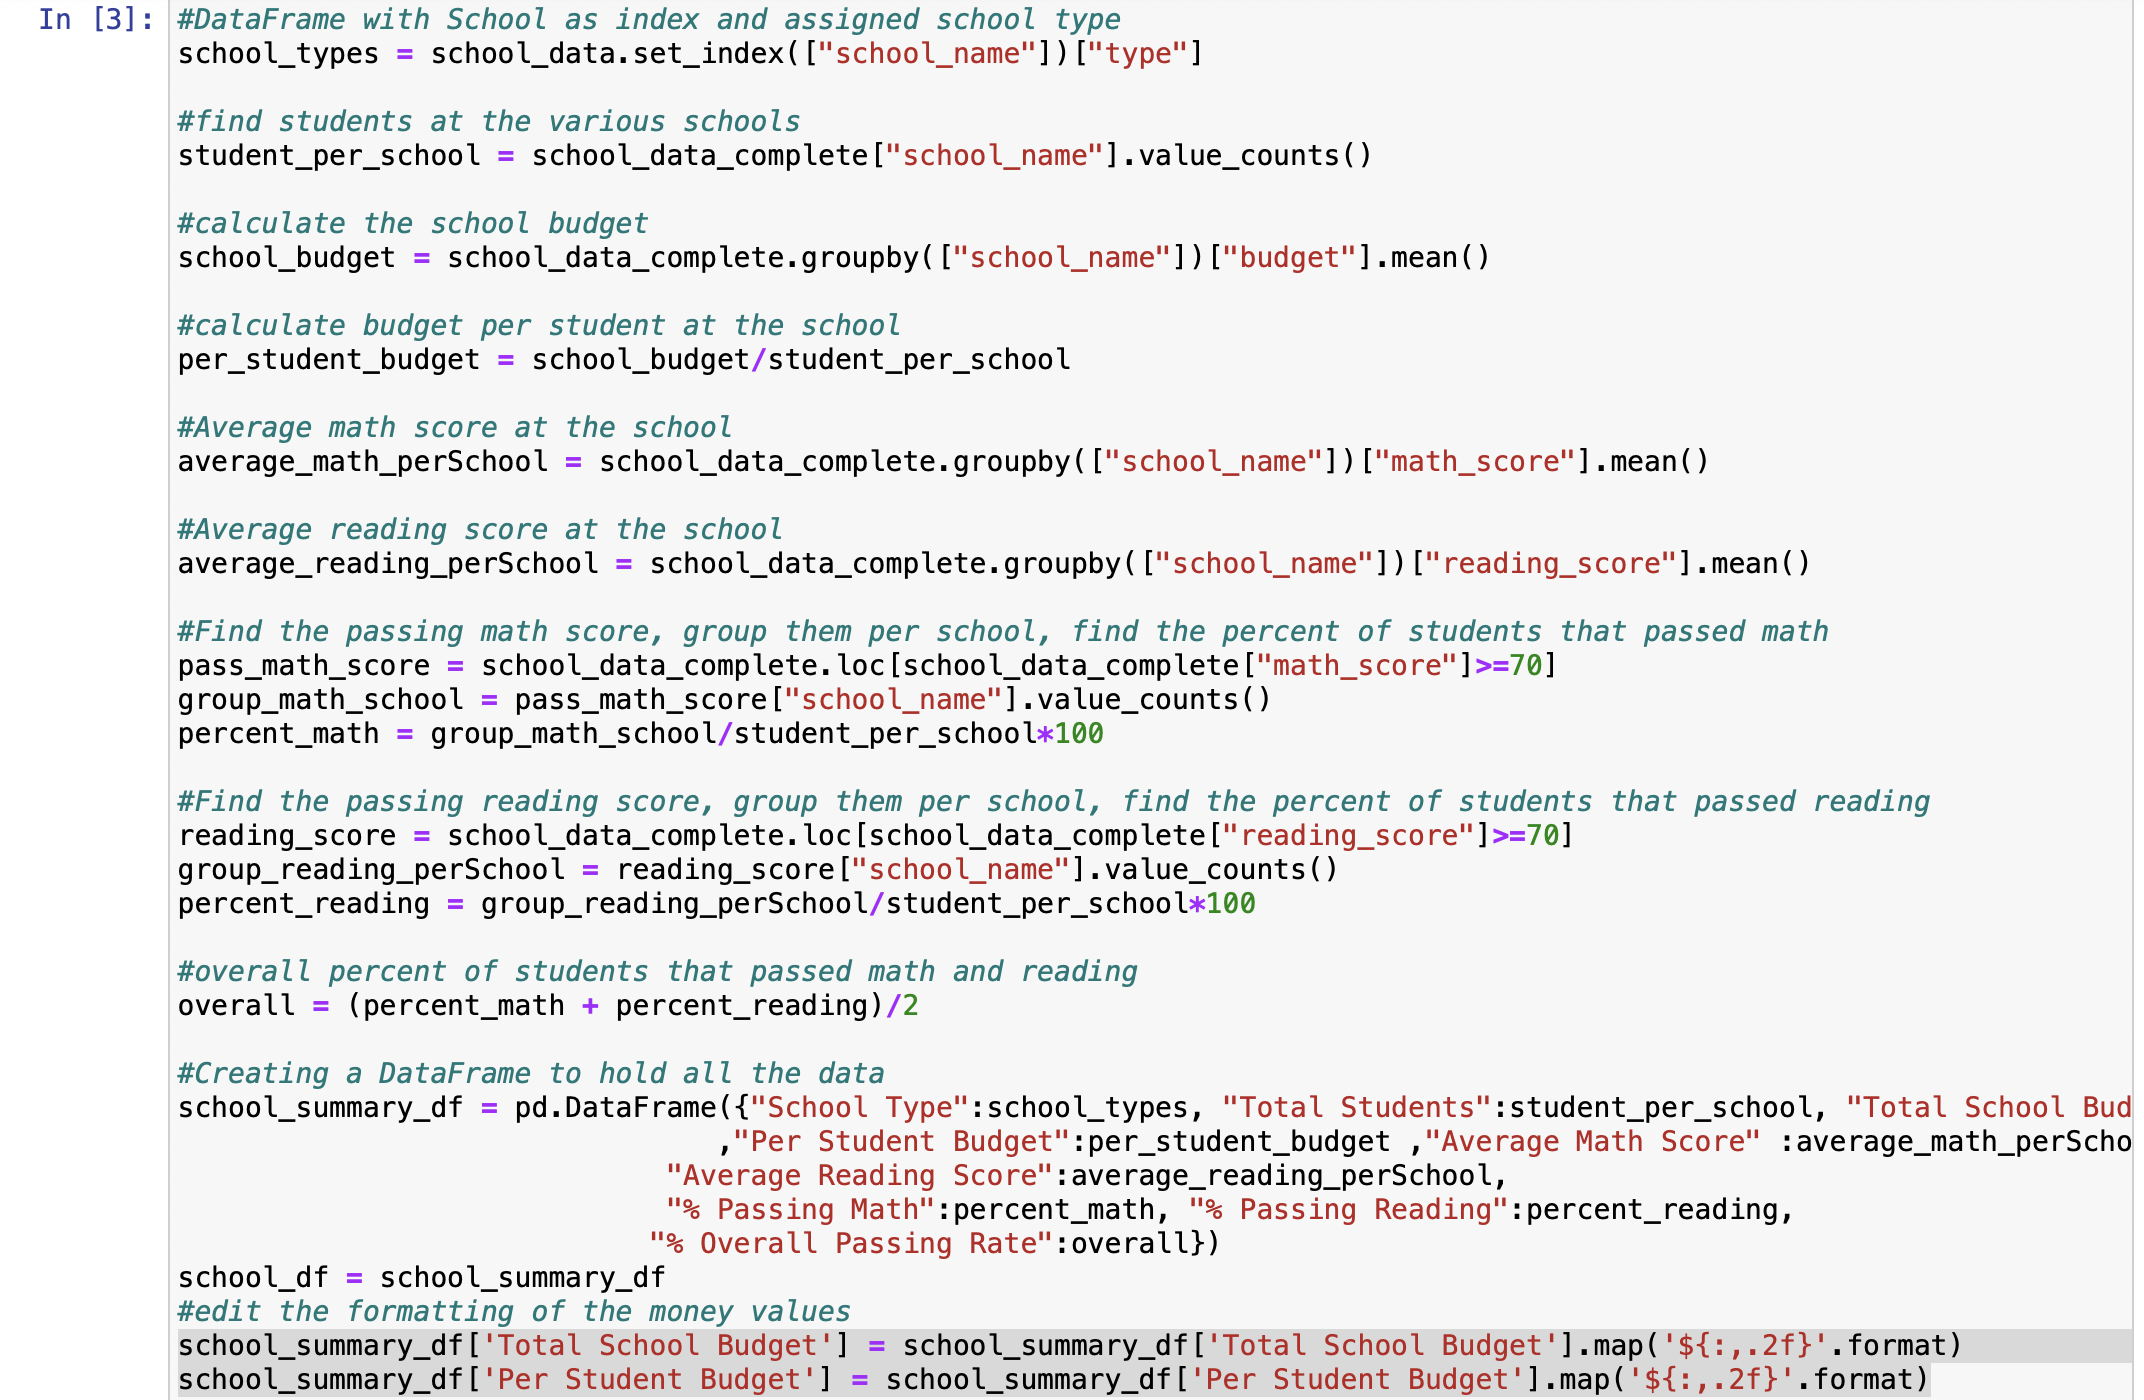 In [3]: #DataFrame with School as index and assigned school type
school_types = school_data.set_index(["school_name"])["type"]
#find students at the various schools
student_per_school = school_data_complete["school_name"].value_counts()
#calculate the school budget
school_budget = school_data_complete.groupby(["school_name"])["budget"].mean()
#calculate budget per student at the school
per_student_budget = school_budget/student_per_school
#Average math score at the school
average_math_perSchool = school_data_complete.groupby(["school_name"])["math_score"].mean()
#Average reading score at the school
average_reading_perSchool = school_data_complete.groupby(["school_name"])["reading_score"].mean()
#Find the passing math score, group them per school, find the percent of students that passed math
pass_math_score = school_data_complete.loc[school_data_complete["math_score"]>=70]
group_math_school = pass_math_score["school_name"].value_counts()
percent_math = group_math_school/student_per_school*100
#Find the passing reading score, group them per school, find the percent of students that passed reading
reading_score = school_data_complete.loc[school_data_complete["reading_score"]>=70]
group_reading_perSchool = reading_score["school_name"].value_counts()
percent_reading = group_reading_perSchool/student_per_school*100
#overall percent of students that passed math and reading
overall = (percent_math + percent_reading)/2
#Creating a DataFrame to hold all the data
school_summary_df = pd.DataFrame({"School Type":school_types, "Total Students":student_per_school, "Total School Bud
,"Per Student Budget":per_student_budget ,"Average Math Score" :average_math_perScho
"Average Reading Score":average_reading_perSchool,
"% Passing Math":percent_math, "% Passing Reading":percent_reading,
"% Overall Passing Rate":overall})
school_df = school_summary_df
#edit the formatting of the money values
school_summary_df['Total School Budget'] = school_summary_df['Total School Budget'].map('${:,.2f}'.format)
school_summary_df['Per Student Budget'] = school_summary_df['Per Student Budget'].map('${:,.2f}'.format)